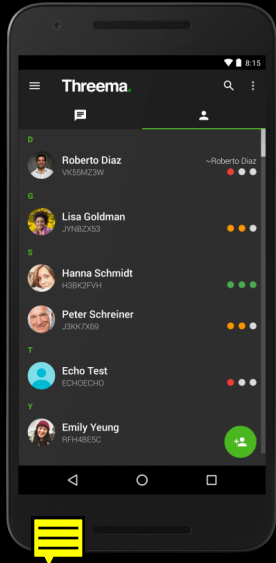 8:15
Threema.
D
Roberto Diaz
~Roberto Diaz
VK55MZ3W
G
Lisa Goldman
JYNBZX53
S
Hanna Schmidt
H3BK2FVH
Peter Schreiner
J3KK7X69
T
Echo Test
ECHOECHO
Y
Emily Yeung
RFH4BE5C